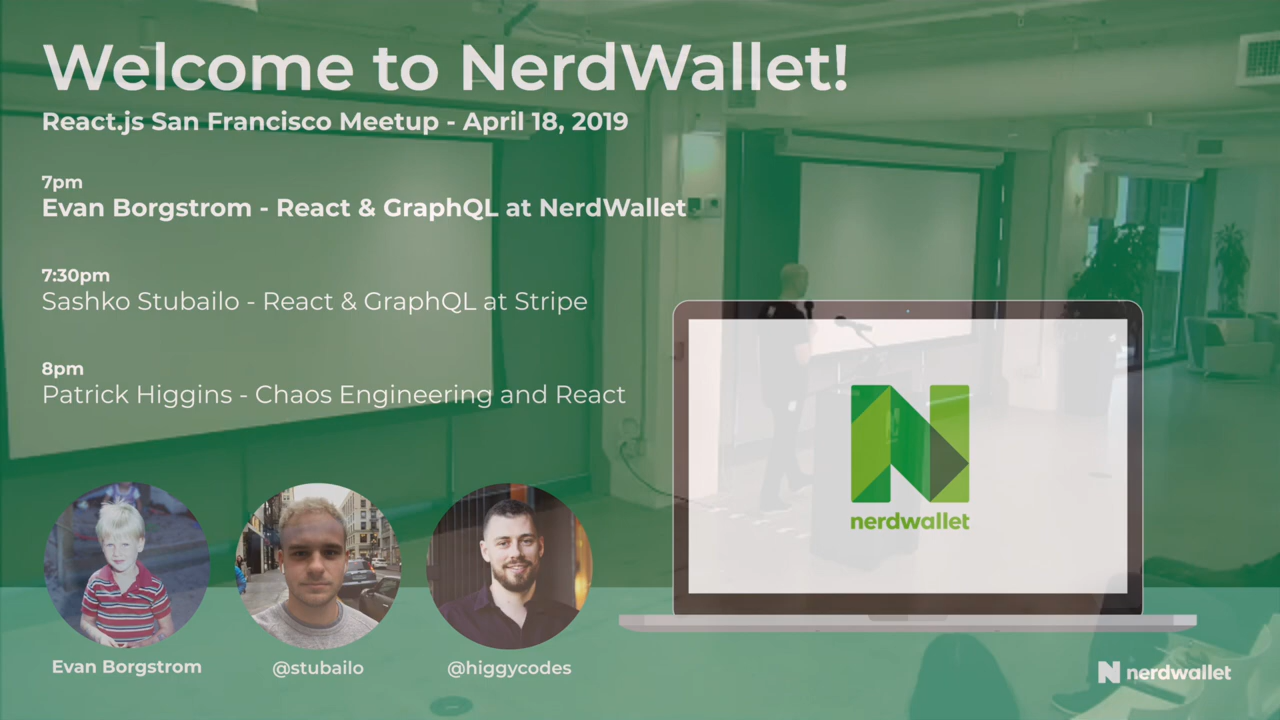 Welcome to NerdWallet!
React.js San Francisco Meetup - April 18, 2019
7pm
Evan Borgstrom - React & GraphQL at NerdWallet
7:30pm
Sashko Stubailo - React & GraphQL at Stripe
8pm
Patrick Higgins - Chaos Engineering and React
nerdwallet
Evan Borgstrom
@stubailo
@higgycodes
nerdwallet